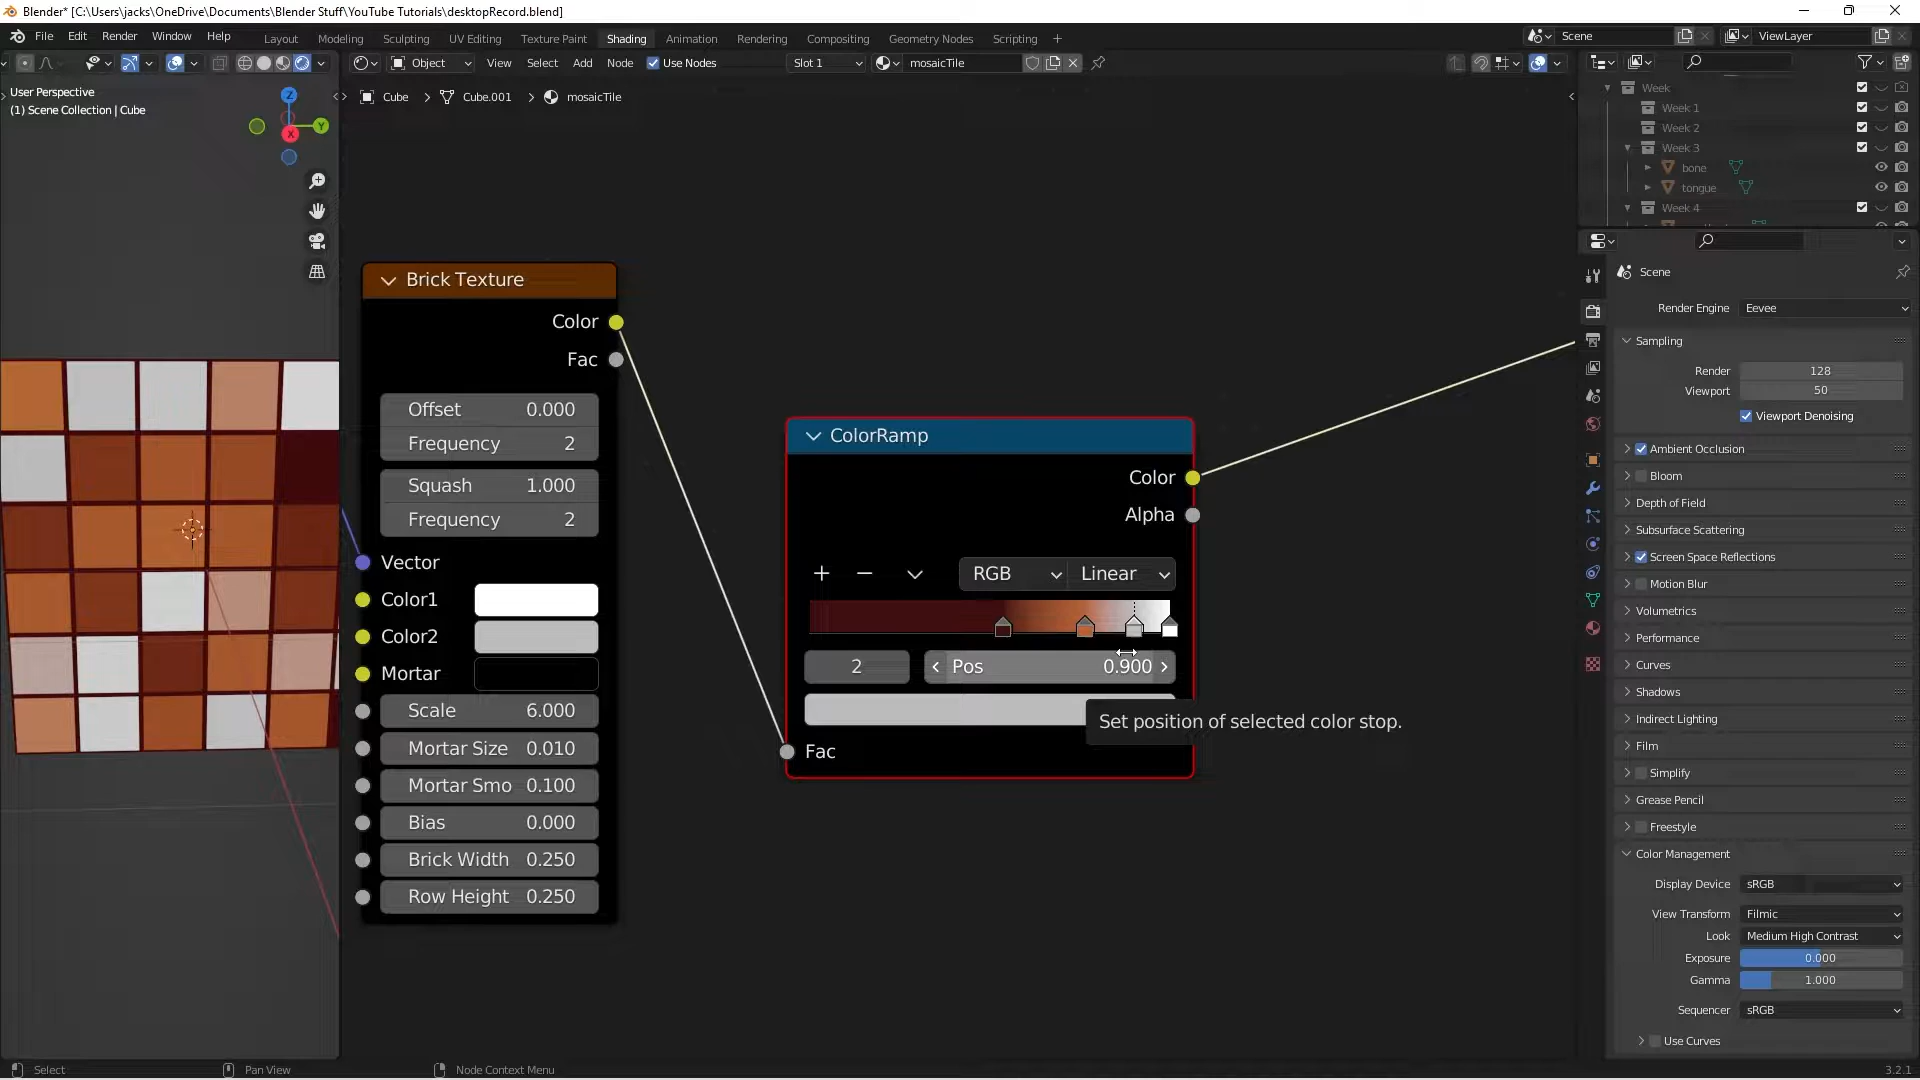 Blender* [C:\Users\jacks\OneDrive\Documents\Blender Stuff\YouTube Tutorials\desktopRecord.blend]
File Edit Render Window Help Layout Modeling Sculpting UV Editing Texture Paint Shading Animation Rendering Compositing Geometry Nodes Scripting + Scene ViewLayer
Object View Select Add Node Use Nodes Slot 1 mosaicTile
User Perspective
(1) Scene Collection | Cube
Cube Cube.001 mosaicTile
Z
Y
X
Week
Week 1
Week 2
Week 3
bone
tongue
Week 4
Brick Texture
Color
Fac
Offset 0.000
Frequency 2
Squash 1.000
Frequency 2
Vector
Color1
Color2
Mortar
Scale 6.000
Mortar Size 0.010
Mortar Smo 0.100
Bias 0.000
Brick Width 0.250
Row Height 0.250
ColorRamp
Color
Alpha
RGB Linear
2 Pos 0.900
Set position of selected color stop.
Fac
Scene
Render Engine Eevee
Sampling
Render 128
Viewport 50
Viewport Denoising
Ambient Occlusion
Bloom
Depth of Field
Subsurface Scattering
Screen Space Reflections
Motion Blur
Volumetrics
Performance
Curves
Shadows
Indirect Lighting
Film
Simplify
Grease Pencil
Freestyle
Color Management
Display Device sRGB
View Transform Filmic
Look Medium High Contrast
Exposure 0.000
Gamma 1.000
Sequencer sRGB
Use Curves
Select Pan View Node Context Menu 3.2.1